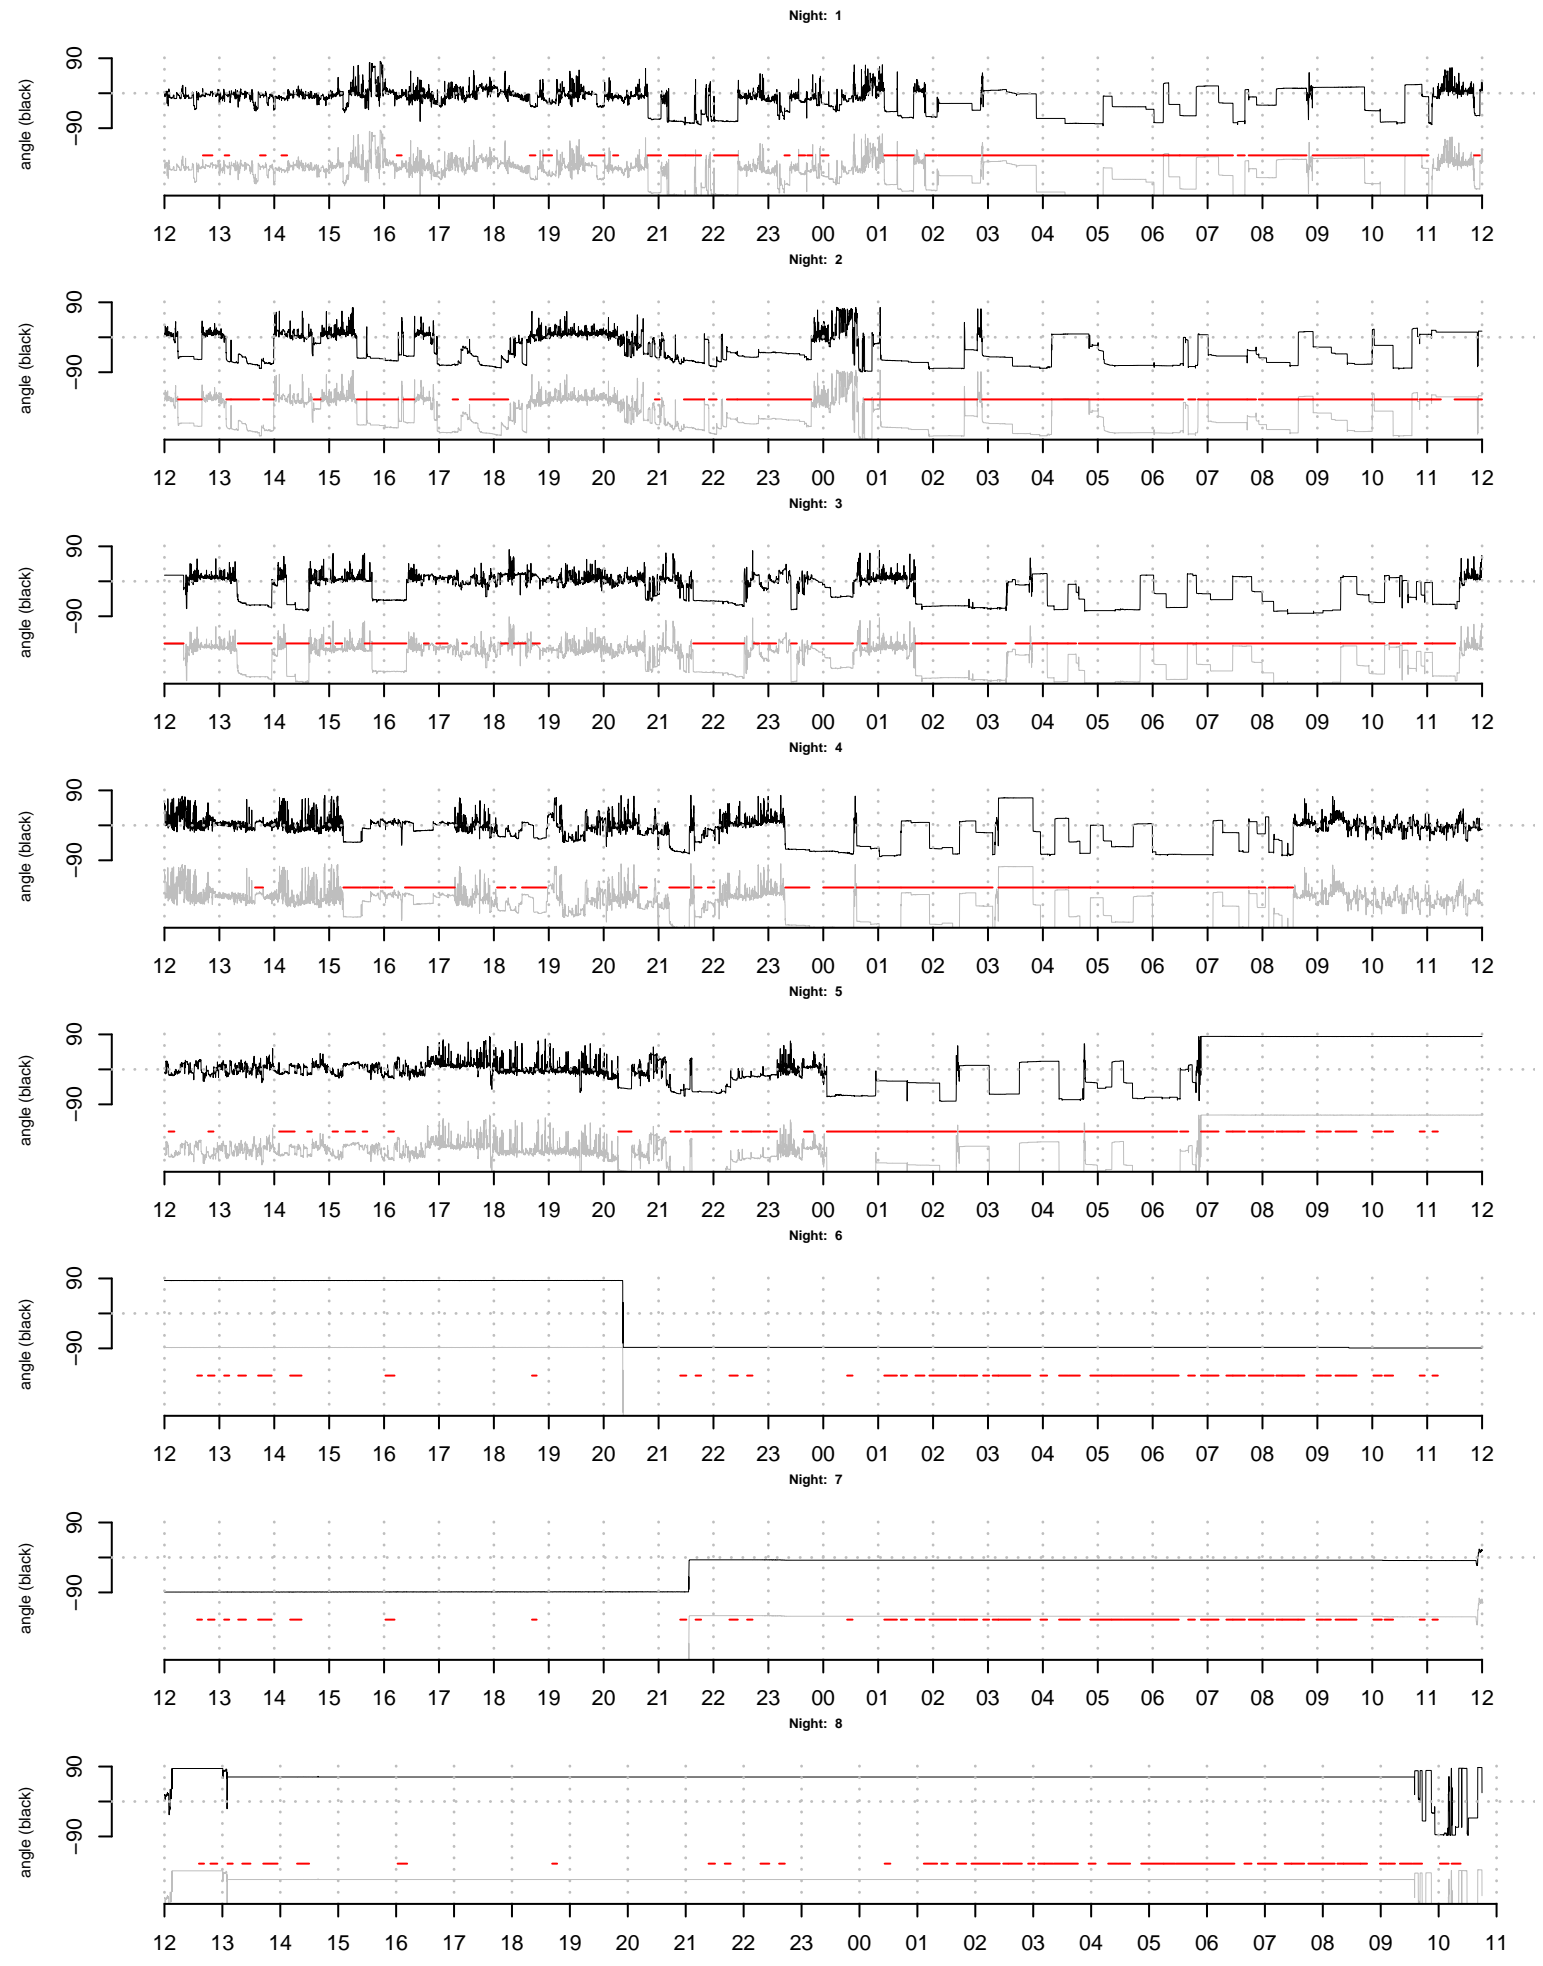 Night: 1
90
-90
angle (black)
12 13 14 15 16 17 18 19 20 21 22 23 00 01 02 03 04 05 06 07 08 09 10 11 12
Night: 2
90
-90
angle (black)
12 13 14 15 16 17 18 19 20 21 22 23 00 01 02 03 04 05 06 07 08 09 10 11 12
Night: 3
90
-90
angle (black)
12 13 14 15 16 17 18 19 20 21 22 23 00 01 02 03 04 05 06 07 08 09 10 11 12
Night: 4
90
-90
angle (black)
12 13 14 15 16 17 18 19 20 21 22 23 00 01 02 03 04 05 06 07 08 09 10 11 12
Night: 5
90
-90
angle (black)
12 13 14 15 16 17 18 19 20 21 22 23 00 01 02 03 04 05 06 07 08 09 10 11 12
Night: 6
90
-90
angle (black)
12 13 14 15 16 17 18 19 20 21 22 23 00 01 02 03 04 05 06 07 08 09 10 11 12
Night: 7
90
-90
angle (black)
12 13 14 15 16 17 18 19 20 21 22 23 00 01 02 03 04 05 06 07 08 09 10 11 12
Night: 8
90
-90
angle (black)
12 13 14 15 16 17 18 19 20 21 22 23 00 01 02 03 04 05 06 07 08 09 10 11